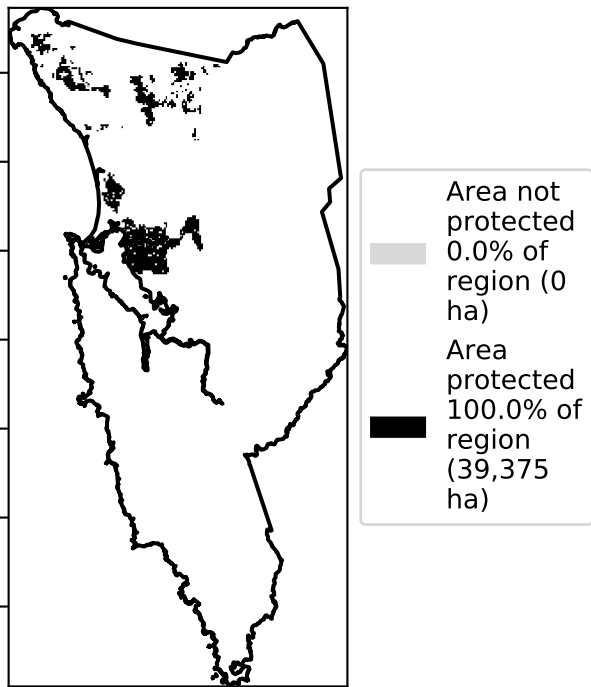 Area not
protected
0.0% of
region (0
ha)
Area
protected
100.0% of
region
(39,375
ha)